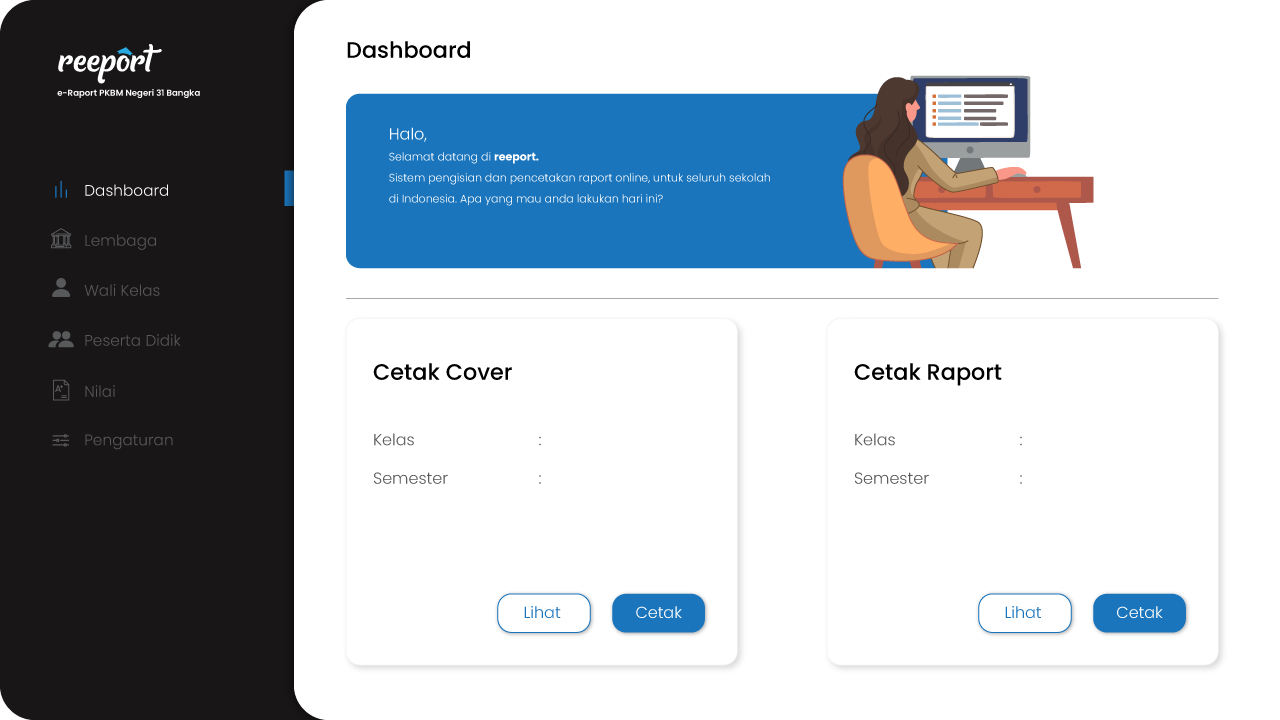 reeport
e-Raport PKBM Negeri 31 Bangka
Dashboard
Lembaga
Wali Kelas
Peserta Didik
Nilai
Pengaturan
Dashboard
Halo,
Selamat datang di reeport.
Sistem pengisian dan pencetakan raport online, untuk seluruh sekolah
di Indonesia. Apa yang mau anda lakukan hari ini?
Cetak Cover
Kelas :
Semester :
Lihat Cetak
Cetak Raport
Kelas :
Semester :
Lihat Cetak